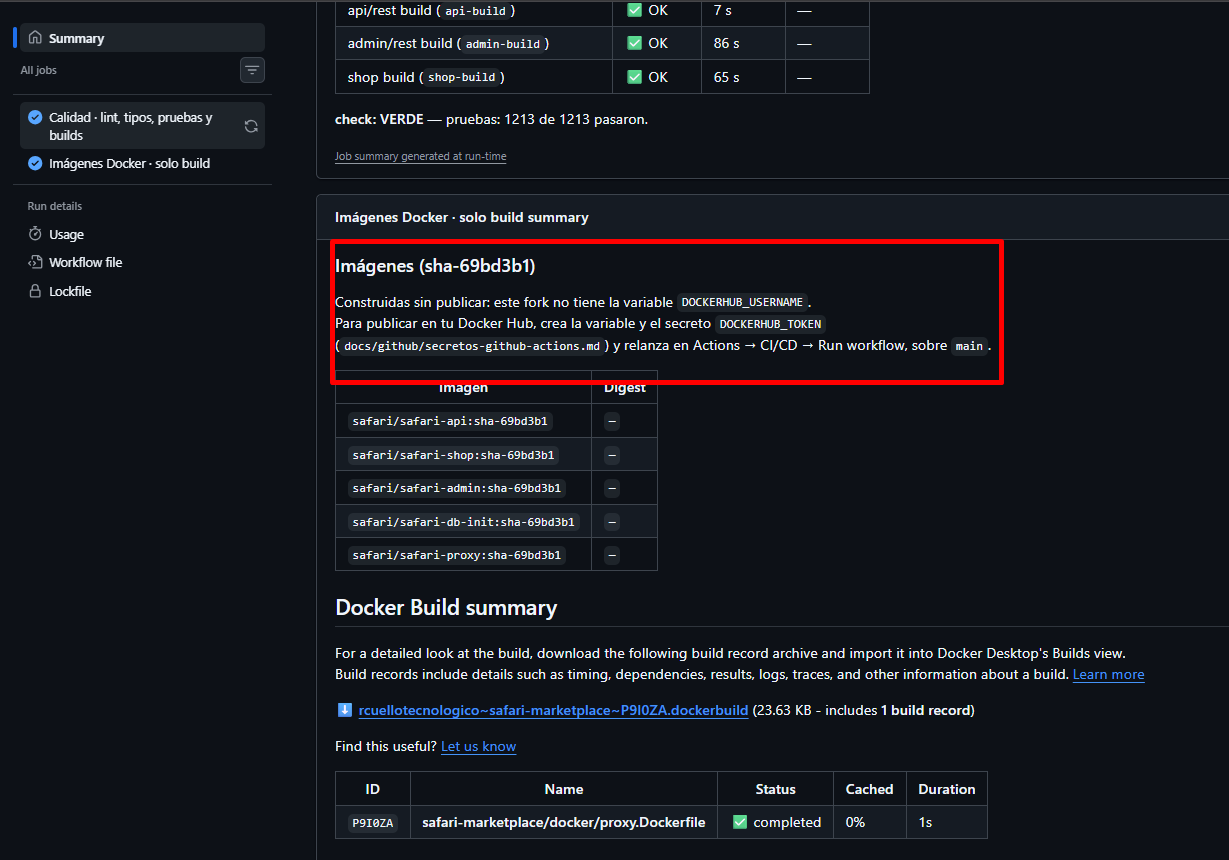 Summary
All jobs
Calidad · lint, tipos, pruebas y
builds
Imágenes Docker · solo build
Run details
Usage
Workflow file
Lockfile
api/rest build ( api-build ) OK 7 s —
admin/rest build ( admin-build ) OK 86 s —
shop build ( shop-build ) OK 65 s —
check: VERDE — pruebas: 1213 de 1213 pasaron.
Job summary generated at run-time
Imágenes Docker · solo build summary
Imágenes (sha-69bd3b1)
Construidas sin publicar: este fork no tiene la variable DOCKERHUB_USERNAME .
Para publicar en tu Docker Hub, crea la variable y el secreto DOCKERHUB_TOKEN
( docs/github/secretos-github-actions.md ) y relanza en Actions → CI/CD → Run workflow, sobre main .
Imagen Digest
safari/safari-api:sha-69bd3b1 —
safari/safari-shop:sha-69bd3b1 —
safari/safari-admin:sha-69bd3b1 —
safari/safari-db-init:sha-69bd3b1 —
safari/safari-proxy:sha-69bd3b1 —
Docker Build summary
For a detailed look at the build, download the following build record archive and import it into Docker Desktop's Builds view.
Build records include details such as timing, dependencies, results, logs, traces, and other information about a build. Learn more
rcuellotecnologico~safari-marketplace~P9I0ZA.dockerbuild (23.63 KB - includes 1 build record)
Find this useful? Let us know
ID Name Status Cached Duration
P9I0ZA safari-marketplace/docker/proxy.Dockerfile completed 0% 1s